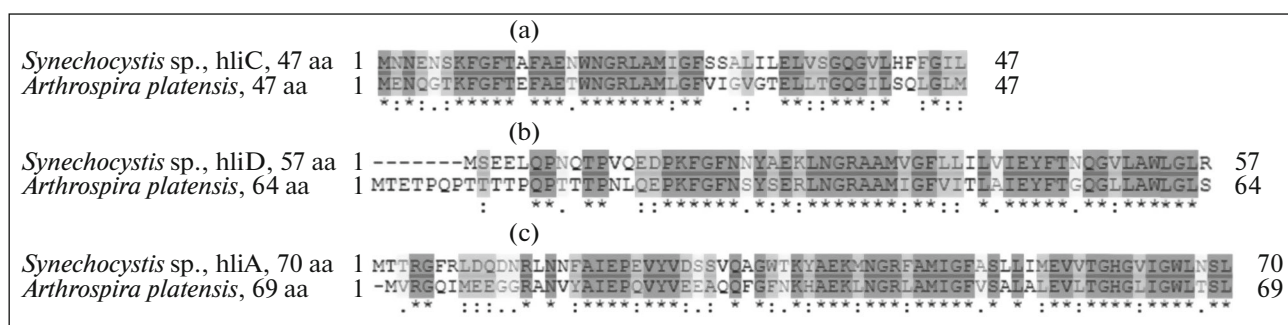 (a)
Synechocystis sp., hliC, 47 aa 1 MNNENSKFGFTAFAENWNGRLAMIGFSSALILELVSGQGVLHFFGIL 47
Arthrospira platensis, 47 aa 1 MENQGTKFGFTEFAETWNGRLAMLGFVIGVGTELLTGQGILSQLGLM 47
*:*:.:***** *** *******:**  .:  **::***:*  :*::
(b)
Synechocystis sp., hliD, 57 aa 1 -------MSEELQPNQTPVQEDPKFGFNNYAEKLNGRAAMVGFLLILVIEYFTNQGVLAWLGLR 57
Arthrospira platensis, 64 aa 1 MTETPQPTTTTPQPTTTPNLQEPKFGFNSYSERLNGRAAMIGFVITLAIEYFTGQGLLAWLGLS 64
:   **. **  ::******.*:*:*******:**:: *.*****.**:******
(c)
Synechocystis sp., hliA, 70 aa 1 MTTRGFRLDQDNRLNNFAIEPEVYVDSSVQAGWTKYAEKMNGRFAMIGFASLLIMEVVTGHGVIGWLNSL 70
Arthrospira platensis, 69 aa 1 -MVRGQIMEEGGRANVYAIEPQVYVEEAQQFGFNKHAEKLNGRLAMIGFVSALALEVLTGHGLIGWLTSL 69
.**  :::..* * :****:***:.: * *:.*:***:*** ***** * * :**:****:****.**